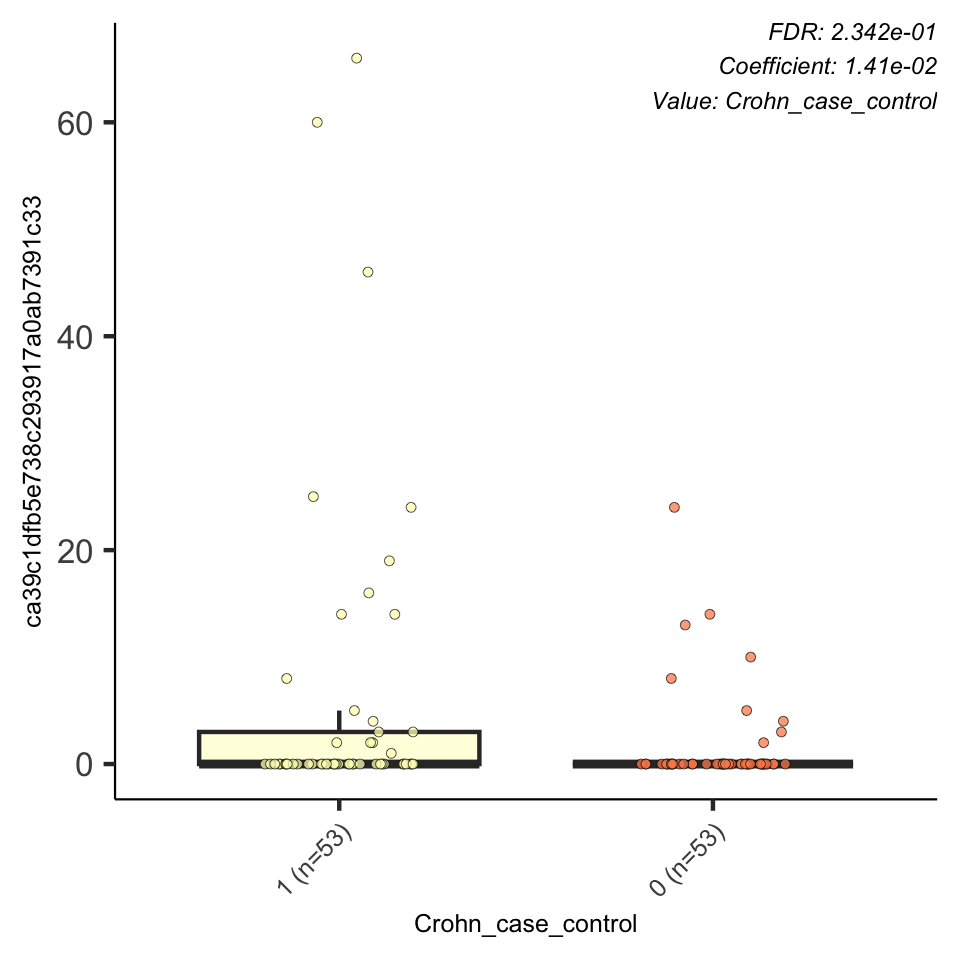 FDR: 2.342e-01
Coefficient: 1.41e-02
Value: Crohn_case_control
60
40
20
0
ca39c1dfb5e738c293917a0ab7391c33
1 (n=53)
0 (n=53)
Crohn_case_control